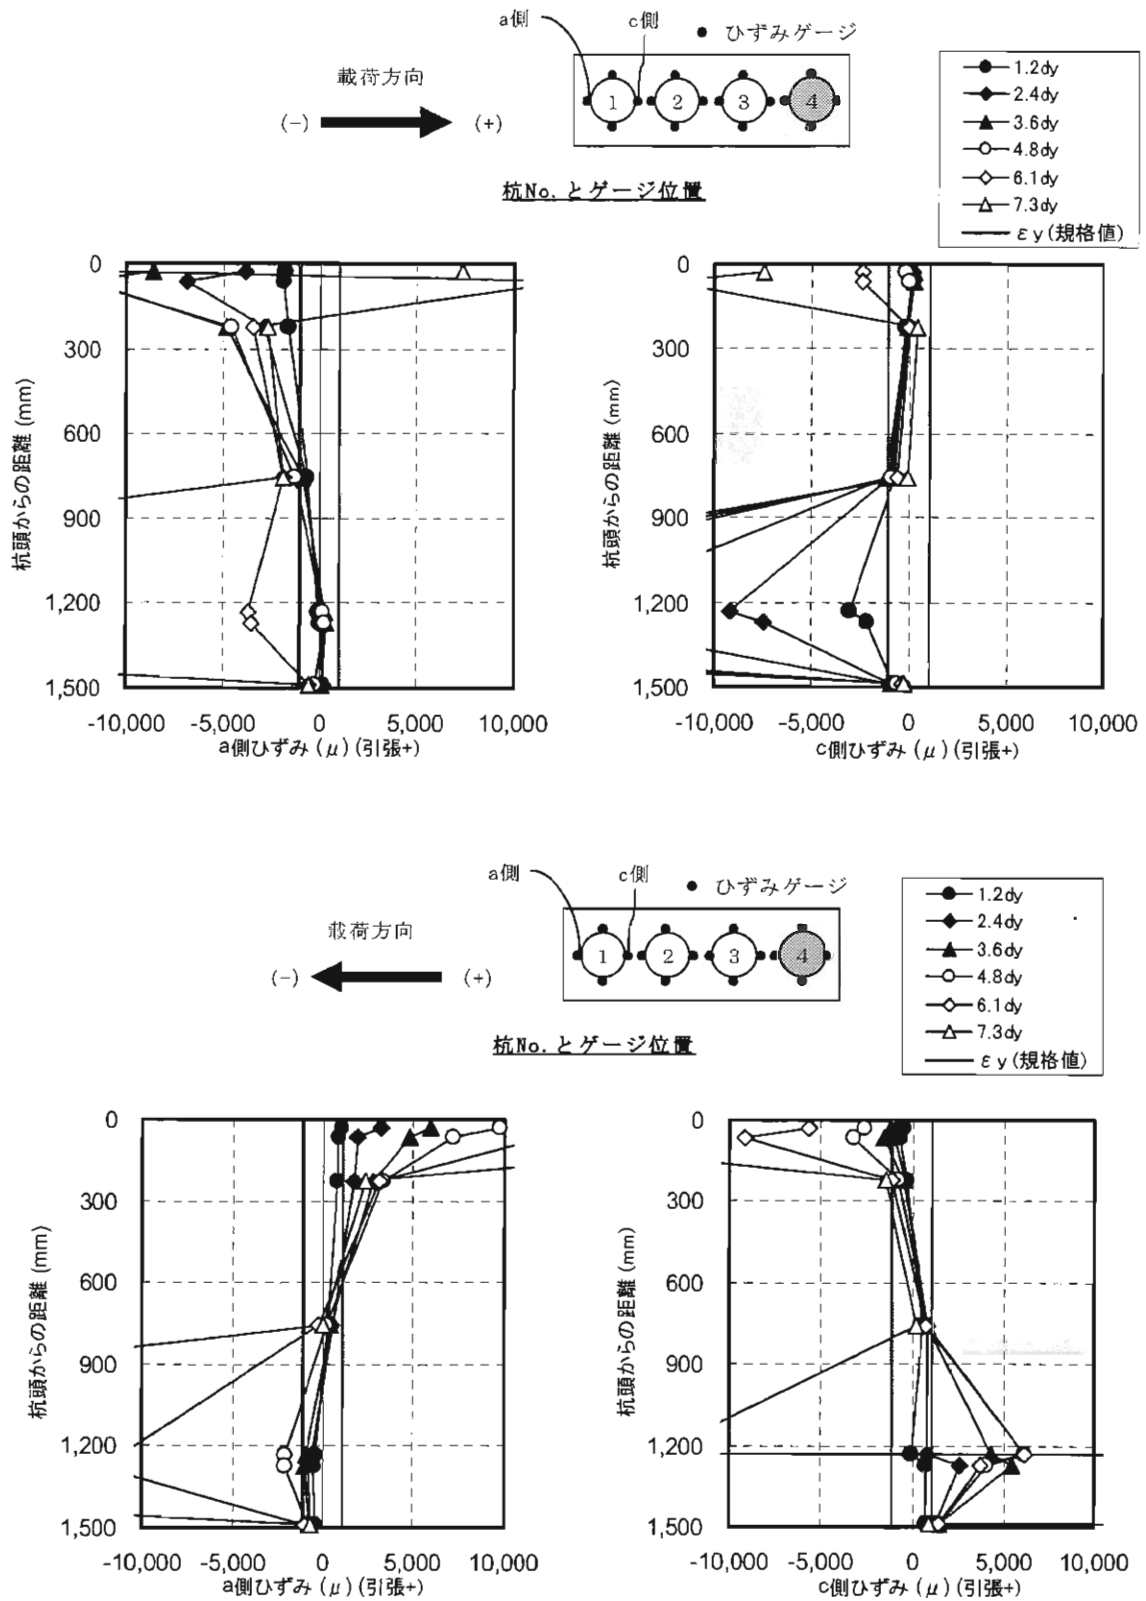 a側
c側
● ひずみゲージ
載荷方向
(-)
(+)
1
2
3
4
杭No.とゲージ位置
1.2dy
2.4dy
3.6dy
4.8dy
6.1dy
7.3dy
εy(規格値)
杭頭からの距離(mm)
0
300
600
900
1,200
1,500
-10,000 -5,000 0 5,000 10,000
a側ひずみ(μ)(引張+)
杭頭からの距離(mm)
0
300
600
900
1,200
1,500
-10,000 -5,000 0 5,000 10,000
c側ひずみ(μ)(引張+)
a側
c側
● ひずみゲージ
載荷方向
(-)
(+)
1
2
3
4
杭No.とゲージ位置
1.2dy
2.4dy
3.6dy
4.8dy
6.1dy
7.3dy
εy(規格値)
杭頭からの距離(mm)
0
300
600
900
1,200
1,500
-10,000 -5,000 0 5,000 10,000
a側ひずみ(μ)(引張+)
杭頭からの距離(mm)
0
300
600
900
1,200
1,500
-10,000 -5,000 0 5,000 10,000
c側ひずみ(μ)(引張+)